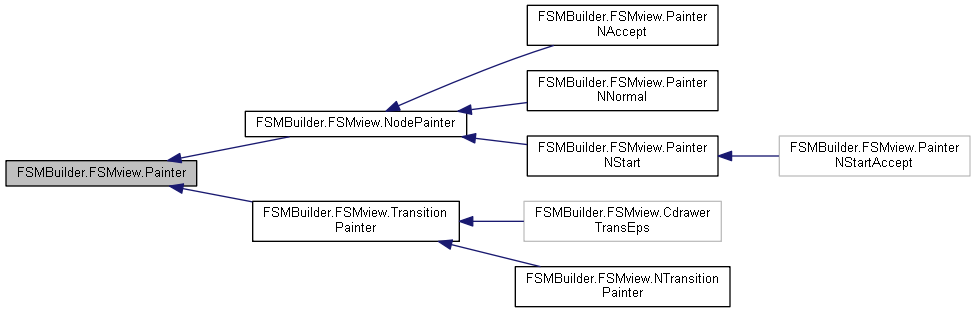 FSMBuilder.FSMview.Painter
NAccept
FSMBuilder.FSMview.Painter
NNormal
FSMBuilder.FSMview.NodePainter
FSMBuilder.FSMview.Painter
NStart
FSMBuilder.FSMview.Painter
NStartAccept
FSMBuilder.FSMview.Painter
FSMBuilder.FSMview.Transition
Painter
FSMBuilder.FSMview.Cdrawer
TransEps
FSMBuilder.FSMview.NTransition
Painter